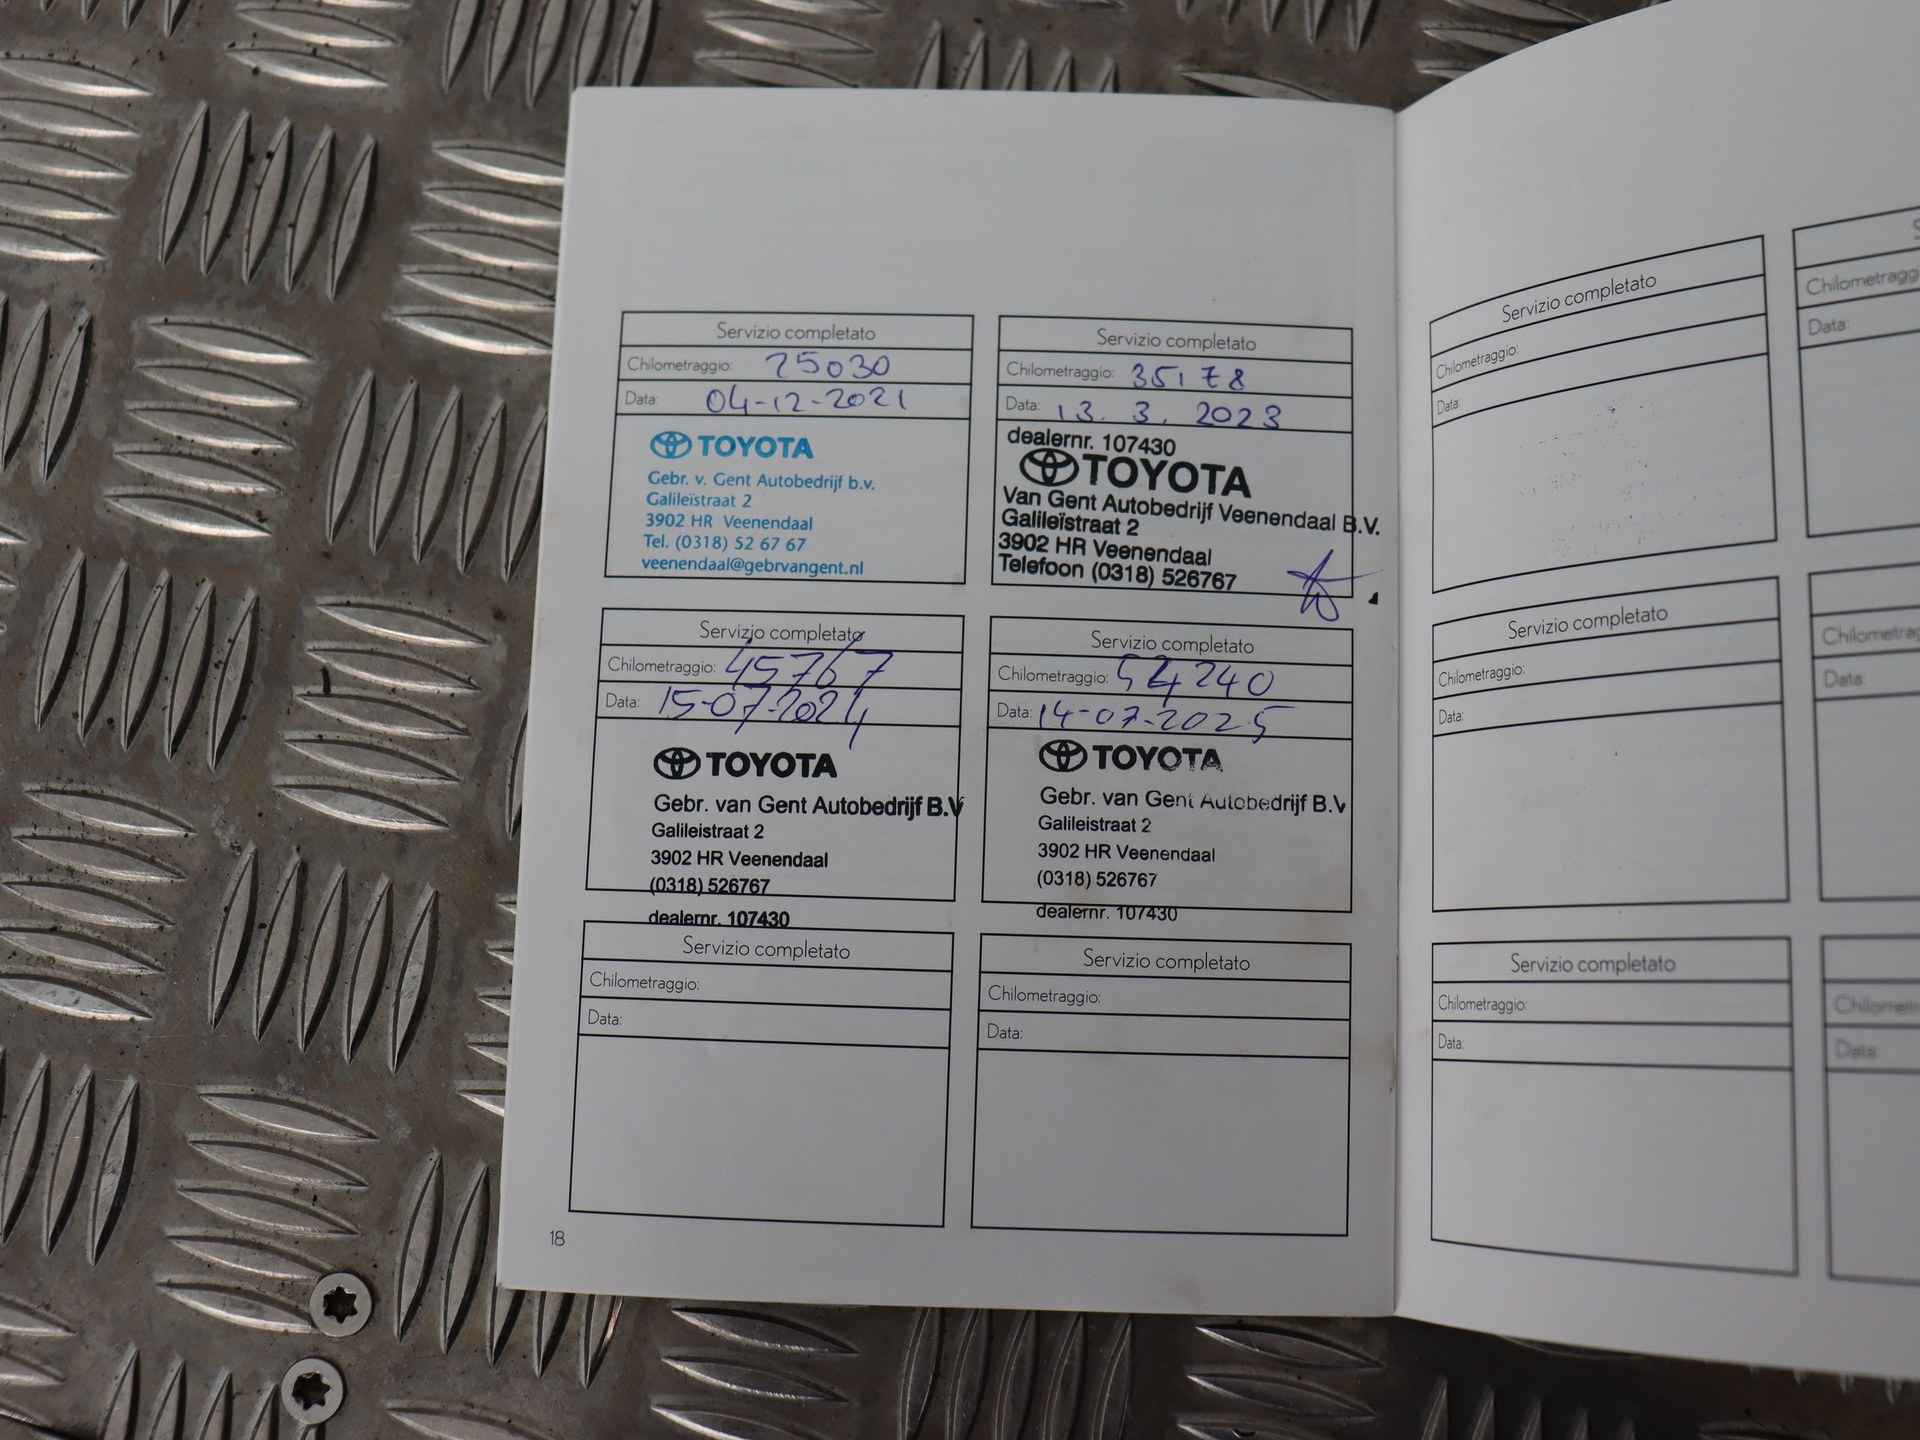 Servizio completato
Chilometraggio: 25030
Data: 04-12-2021
TOYOTA
Gebr. v. Gent Autobedrijf b.v.
Galileïstraat 2
3902 HR Veenendaal
Tel. (0318) 52 67 67
veenendaal@gebrvangent.nl
Servizio completato
Chilometraggio: 35178
Data: 13. 3. 2023
dealernr. 107430
TOYOTA
Van Gent Autobedrijf Veenendaal B.V.
Galileïstraat 2
3902 HR Veenendaal
Telefoon (0318) 526767
Servizio completato
Chilometraggio: 45767
Data: 15-07-2024
TOYOTA
Gebr. van Gent Autobedrijf B.V
Galileistraat 2
3902 HR Veenendaal
(0318) 526767
dealernr. 107430
Servizio completato
Chilometraggio: 54240
Data: 14-07-2025
TOYOTA
Gebr. van Gent Autobedrijf B.V
Galileistraat 2
3902 HR Veenendaal
(0318) 526767
dealernr. 107430
Servizio completato
Chilometraggio:
Data:
Servizio completato
Chilometraggio:
Data:
18
Servizio completato
Chilometraggio:
Data:
Chilometraggio
Data:
Servizio completato
Chilometraggio:
Data:
Chilometraggio
Data:
Servizio completato
Chilometraggio:
Data:
Data: